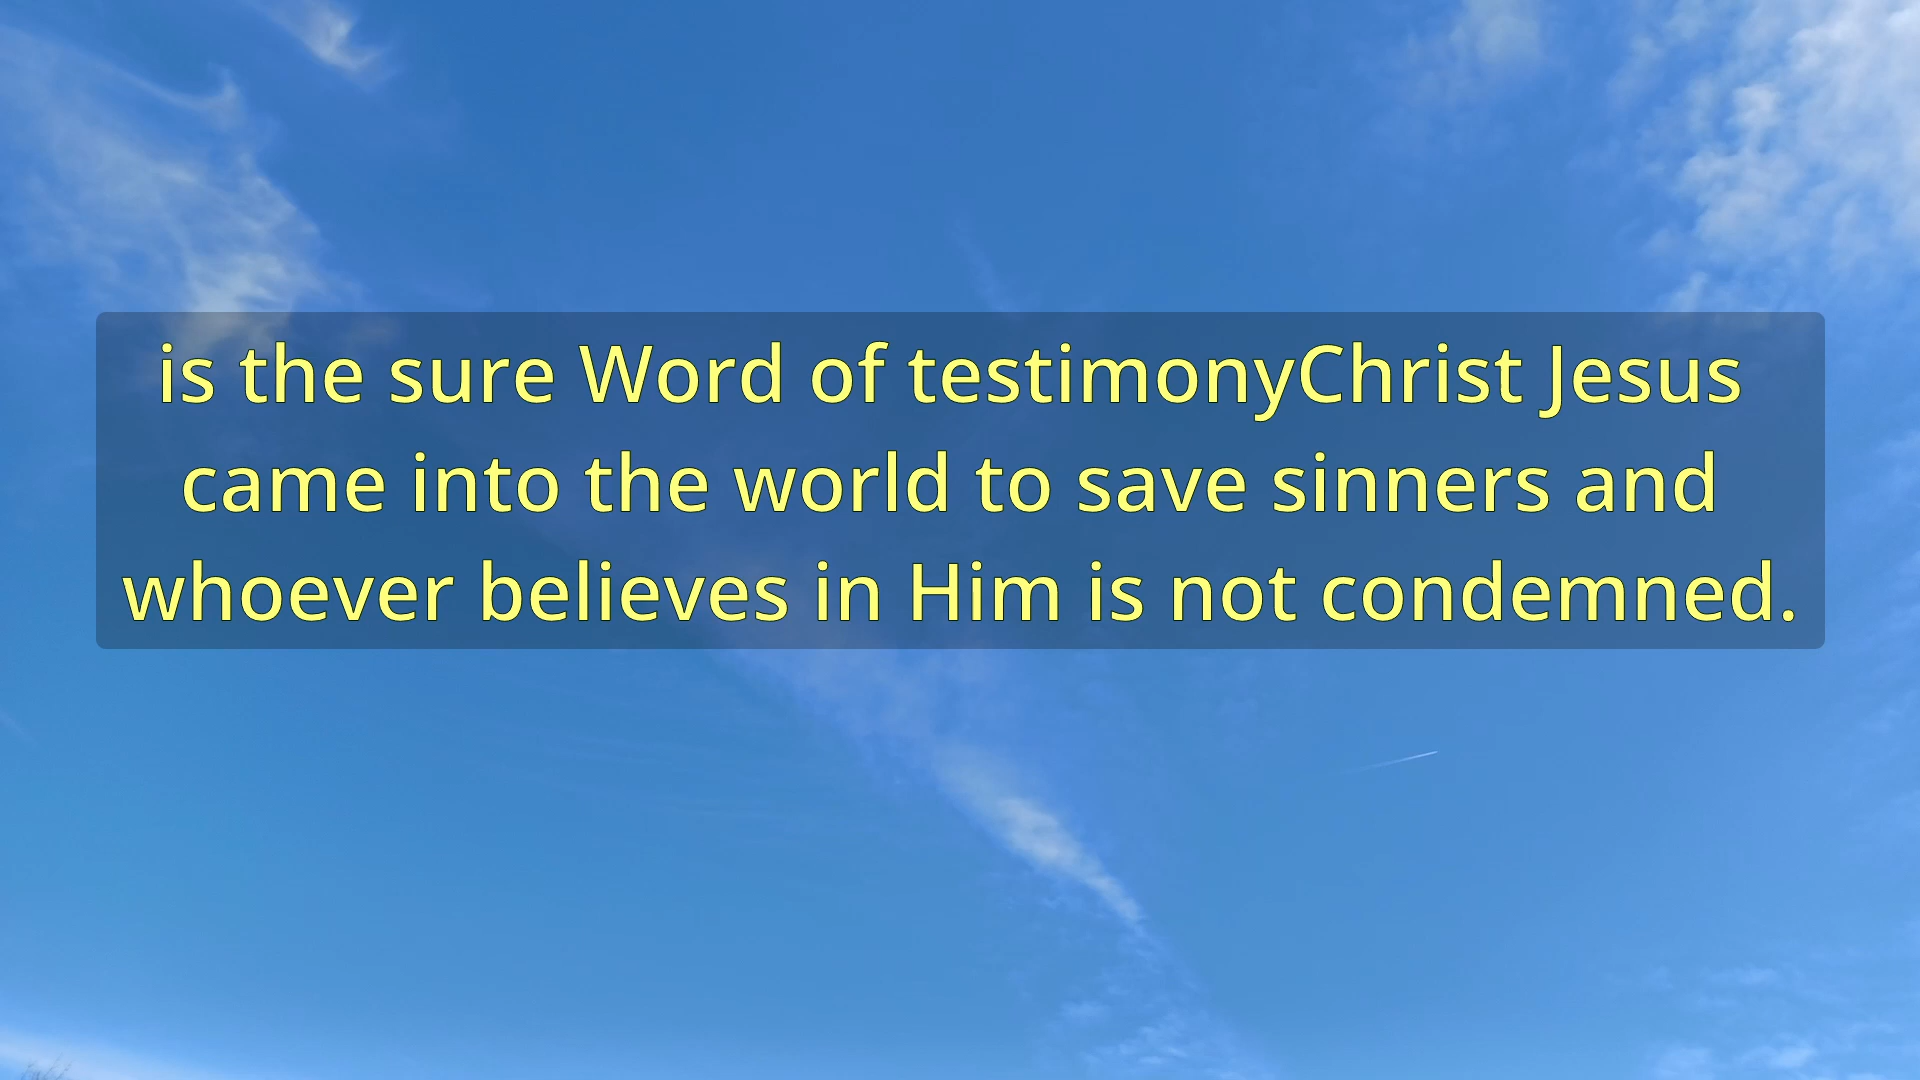 is the sure Word of testimonyChrist Jesus
came into the world to save sinners and
whoever believes in Him is not condemned.